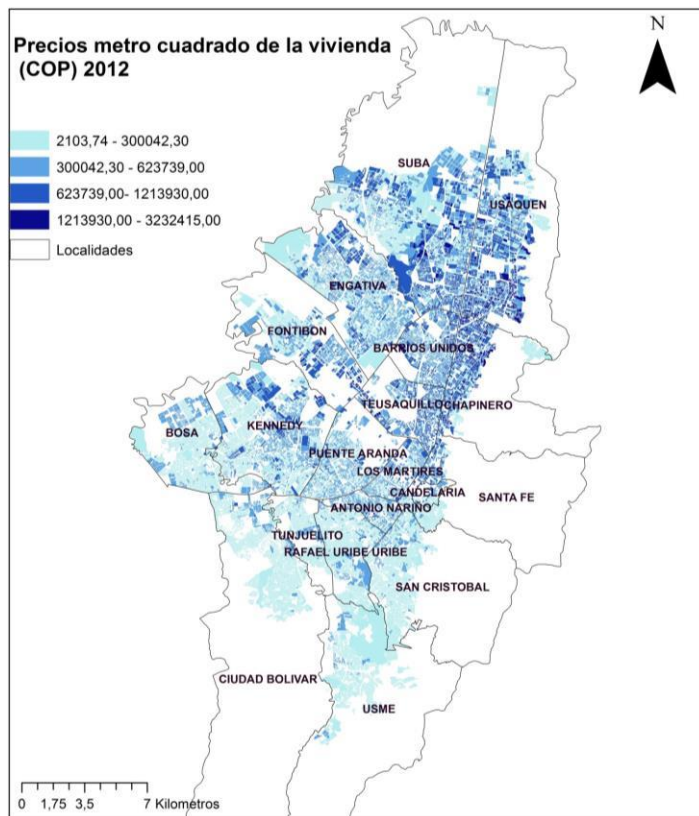 Precios metro cuadrado de la vivienda
(COP) 2012
N
2103,74 - 300042,30
300042,30 - 623739,00
623739,00- 1213930,00
1213930,00 - 3232415,00
Localidades
SUBA
USAQUEN
ENGATIVA
FONTIBON
BARRIOS UNIDOS
TEUSAQUILLO
CHAPINERO
BOSA
KENNEDY
PUENTE ARANDA
LOS MARTIRES
CANDELARIA
SANTA FE
ANTONIO NARIÑO
TUNJUELITO
RAFAEL URIBE URIBE
SAN CRISTOBAL
CIUDAD BOLIVAR
USME
0 1,75 3,5 7 Kilometros